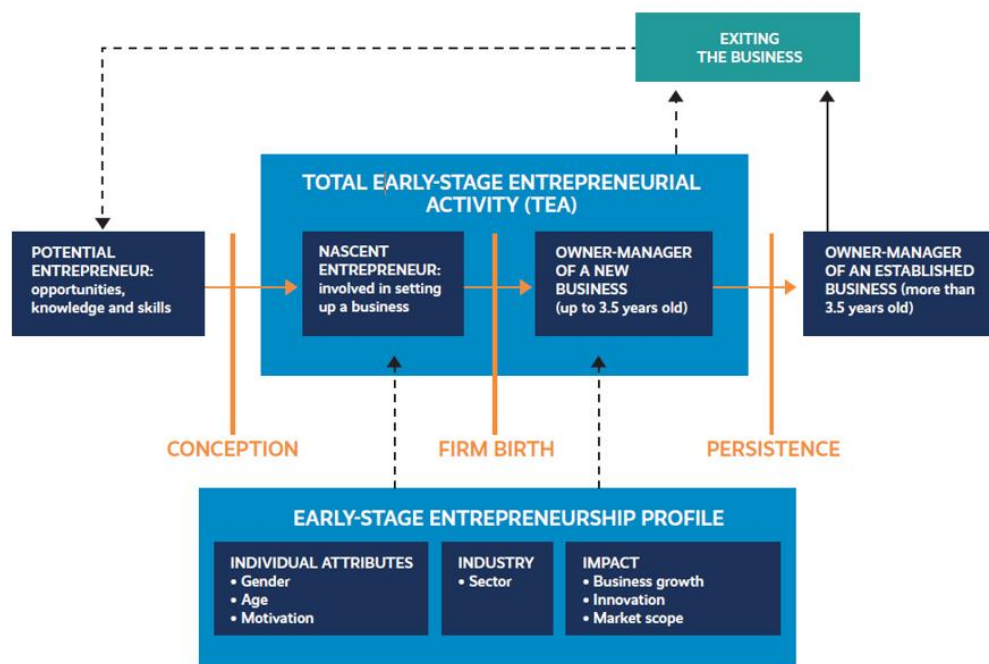 EXITING
THE BUSINESS
TOTAL EARLY-STAGE ENTREPRENEURIAL
ACTIVITY (TEA)
POTENTIAL
ENTREPRENEUR:
opportunities,
knowledge and skills
NASCENT
ENTREPRENEUR:
involved in setting
up a business
OWNER-MANAGER
OF A NEW
BUSINESS
(up to 3.5 years old)
OWNER-MANAGER
OF AN ESTABLISHED
BUSINESS (more than
3.5 years old)
CONCEPTION
FIRM BIRTH
PERSISTENCE
EARLY-STAGE ENTREPRENEURSHIP PROFILE
INDIVIDUAL ATTRIBUTES
• Gender
• Age
• Motivation
INDUSTRY
• Sector
IMPACT
• Business growth
• Innovation
• Market scope